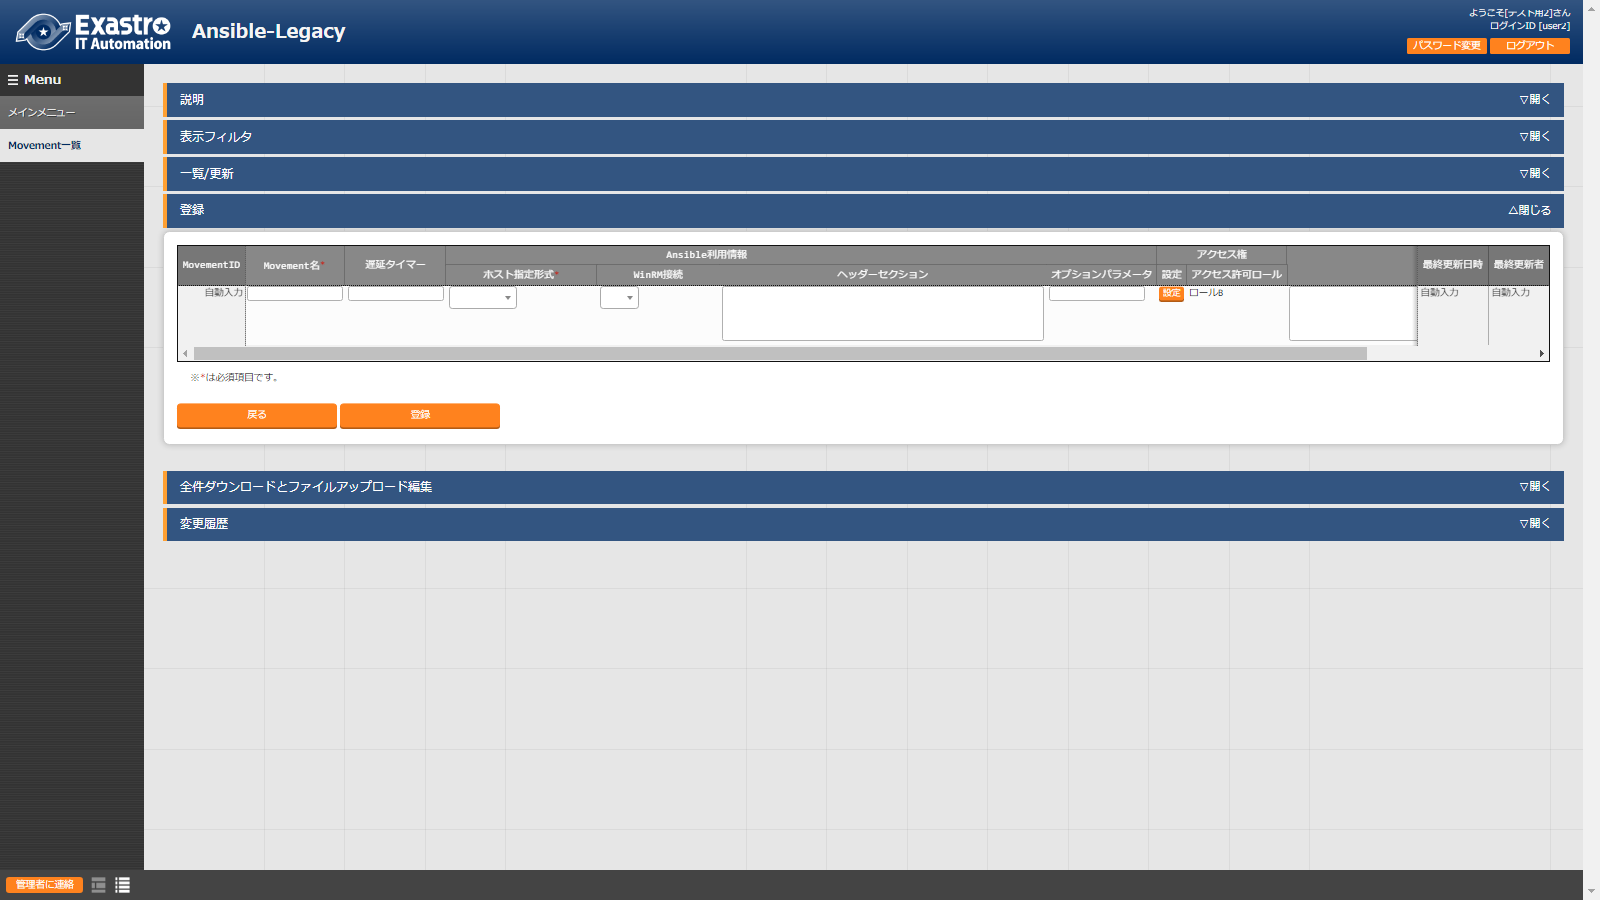 Exastro
IT Automation
Ansible-Legacy
ようこそ[テスト用2]さん
ログインID [user2]
パスワード変更
ログアウト
Menu
メインメニュー
Movement一覧
説明
▽開く
表示フィルタ
▽開く
一覧/更新
▽開く
登録
△閉じる
MovementID
Movement名*
遅延タイマー
Ansible利用情報
アクセス権
最終更新日時
最終更新者
ホスト指定形式*
WinRM接続
ヘッダーセクション
オプションパラメータ
設定
アクセス許可ロール
自動入力
設定
ロールB
自動入力
自動入力
※*は必須項目です。
戻る
登録
全件ダウンロードとファイルアップロード編集
▽開く
変更履歴
▽開く
管理者に連絡